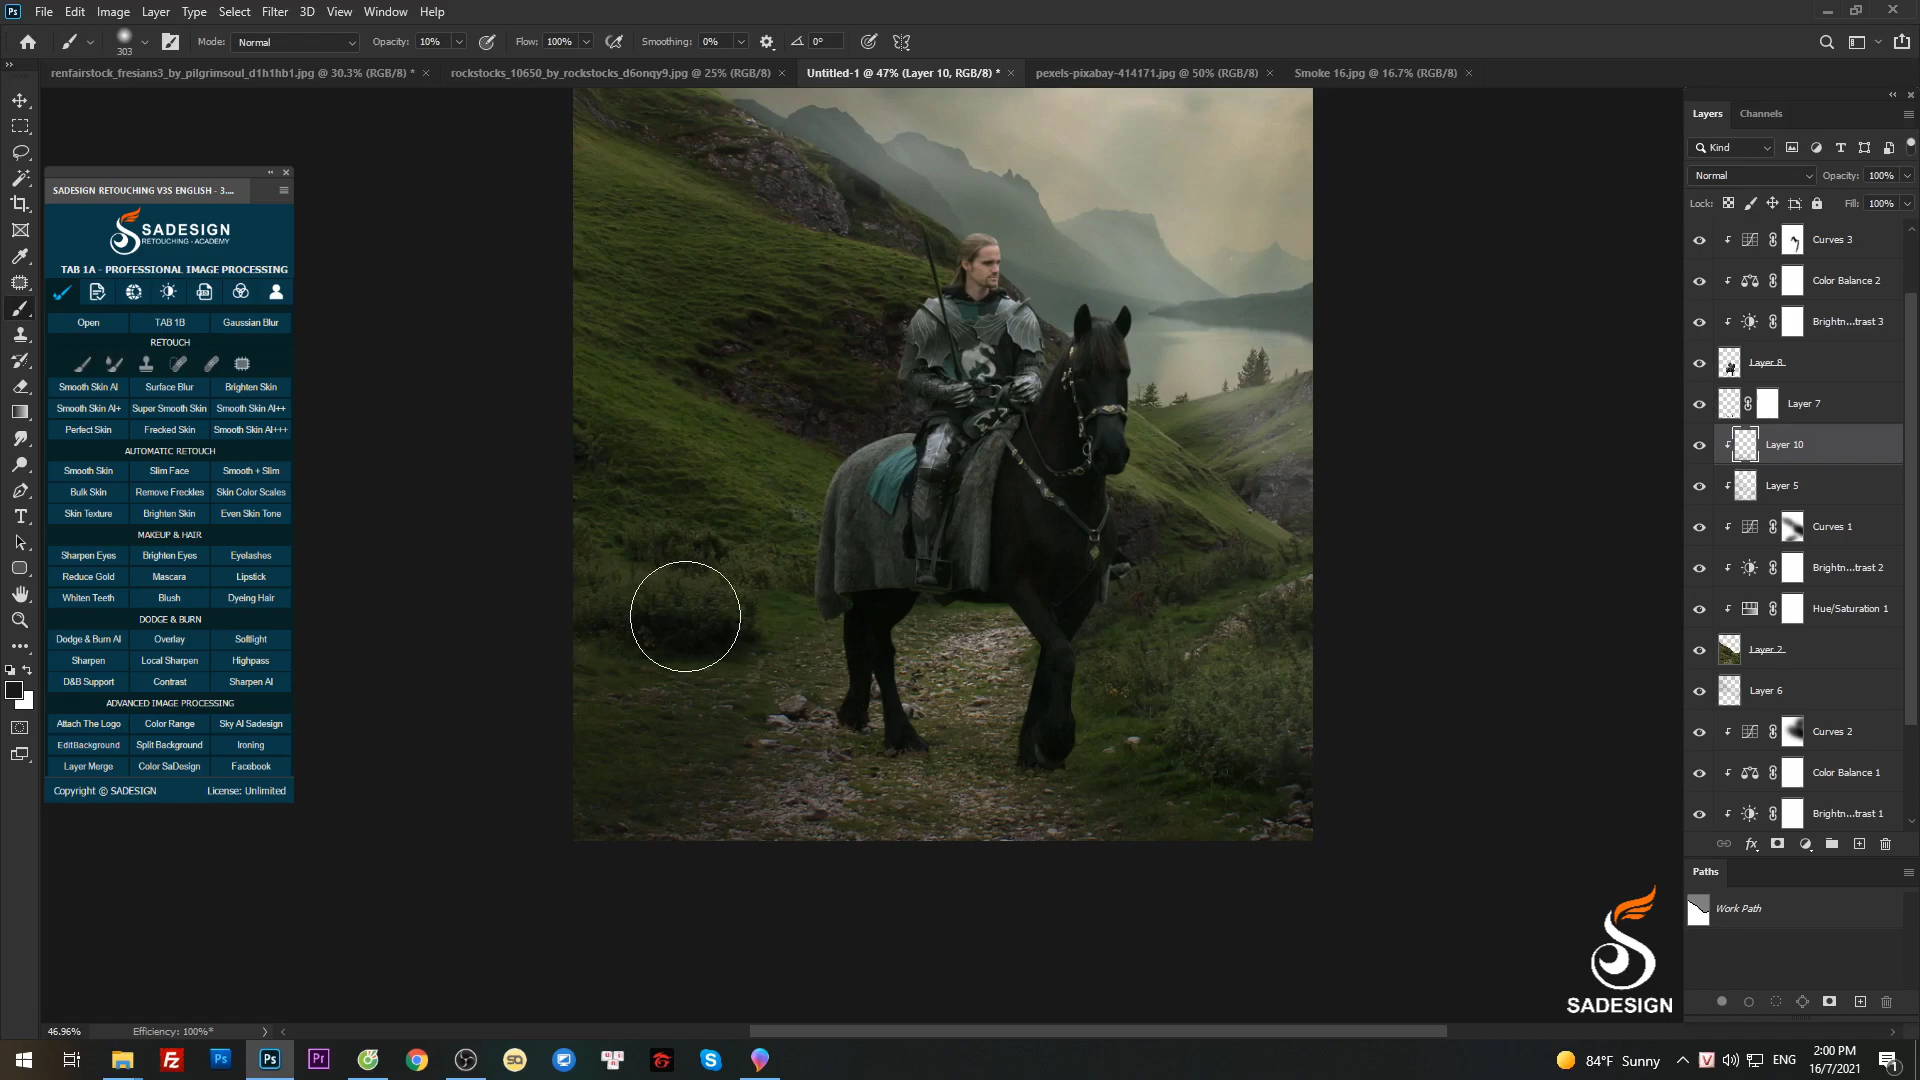 File Edit Image Layer Type Select Filter 3D View Window Help
303 Mode: Normal Opacity: 10% Flow: 100% Smoothing: 0% 0°
renfairstock_fresians3_by_pilgrimsoul_d1h1hb1.jpg @ 30.3% (RGB/8) * × rockstocks_10650_by_rockstocks_d6onqy9.jpg @ 25% (RGB/8) × Untitled-1 @ 47% (Layer 10, RGB/8) * × pexels-pixabay-414171.jpg @ 50% (RGB/8) × Smoke 16.jpg @ 16.7% (RGB/8) ×
SADESIGN RETOUCHING V3S ENGLISH - 3....
SADESIGN
RETOUCHING - ACADEMY
TAB 1A - PROFESSIONAL IMAGE PROCESSING
Open TAB 1B Gaussian Blur
RETOUCH
Smooth Skin AI Surface Blur Brighten Skin
Smooth Skin AI+ Super Smooth Skin Smooth Skin AI++
Perfect Skin Frecked Skin Smooth Skin AI+++
AUTOMATIC RETOUCH
Smooth Skin Slim Face Smooth + Slim
Bulk Skin Remove Freckles Skin Color Scales
Skin Texture Brighten Skin Even Skin Tone
MAKEUP & HAIR
Sharpen Eyes Brighten Eyes Eyelashes
Reduce Gold Mascara Lipstick
Whiten Teeth Blush Dyeing Hair
DODGE & BURN
Dodge & Burn AI Overlay Softlight
Sharpen Local Sharpen Highpass
D&B Support Contrast Sharpen AI
ADVANCED IMAGE PROCESSING
Attach The Logo Color Range Sky AI Sadesign
EditBackground Split Background Ironing
Layer Merge Color SaDesign Facebook
Copyright © SADESIGN License: Unlimited
Layers Channels
Kind
Normal Opacity: 100%
Lock: Fill: 100%
Curves 3
Color Balance 2
Brightn...trast 3
Layer 8
Layer 7
Layer 10
Layer 5
Curves 1
Brightn...trast 2
Hue/Saturation 1
Layer 2
Layer 6
Curves 2
Color Balance 1
Brightn...trast 1
fx
Paths
Work Path
SADESIGN
46.96% Efficiency: 100%*
84°F Sunny ENG
2:00 PM
16/7/2021